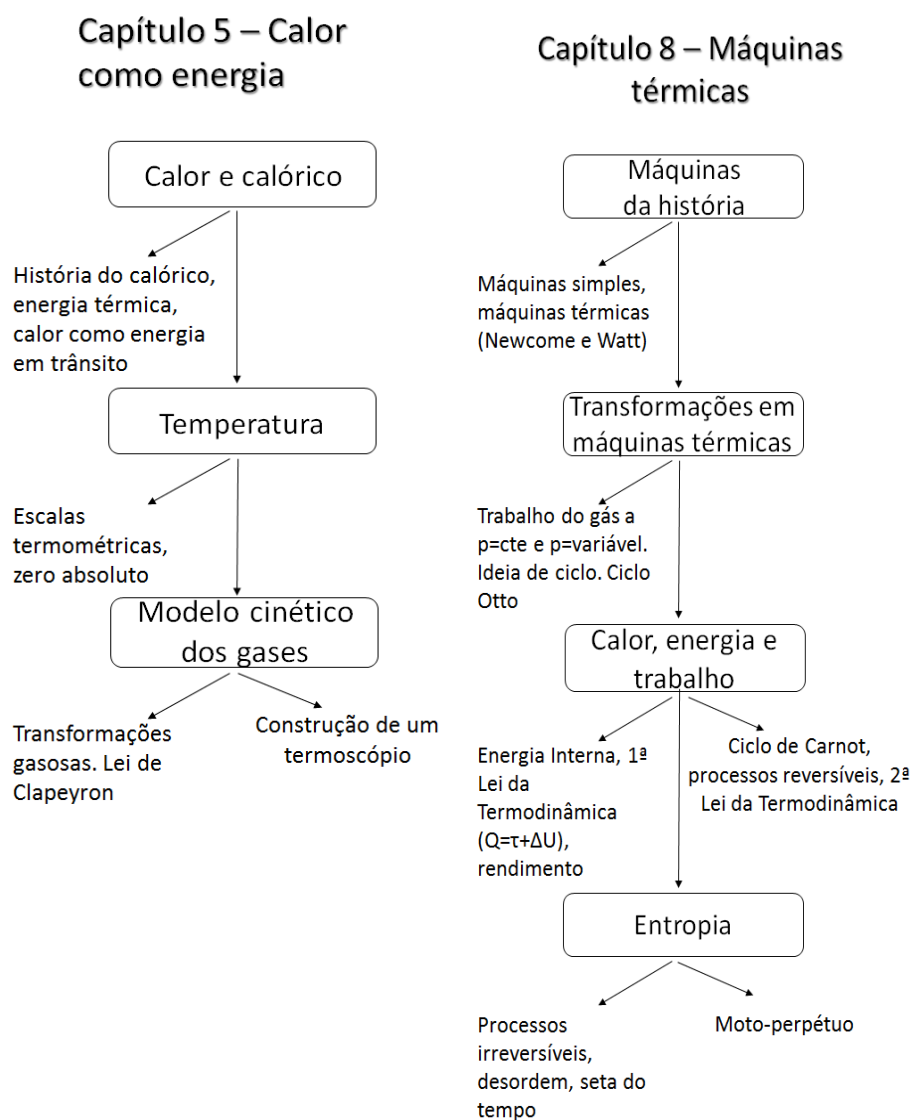 Capítulo 5 – Calor
como energia
Calor e calórico
História do calórico,
energia térmica,
calor como energia
em trânsito
Temperatura
Escalas
termométricas,
zero absoluto
Modelo cinético
dos gases
Transformações
gasosas. Lei de
Clapeyron
Construção de um
termoscópio
Capítulo 8 – Máquinas
térmicas
Máquinas
da história
Máquinas simples,
máquinas térmicas
(Newcome e Watt)
Transformações em
máquinas térmicas
Trabalho do gás a
p=cte e p=variável.
Ideia de ciclo. Ciclo
Otto
Calor, energia e
trabalho
Energia Interna, 1ª
Lei da
Termodinâmica
(Q=τ+ΔU),
rendimento
Ciclo de Carnot,
processos reversíveis, 2ª
Lei da Termodinâmica
Entropia
Processos
irreversíveis,
desordem, seta do
tempo
Moto-perpétuo